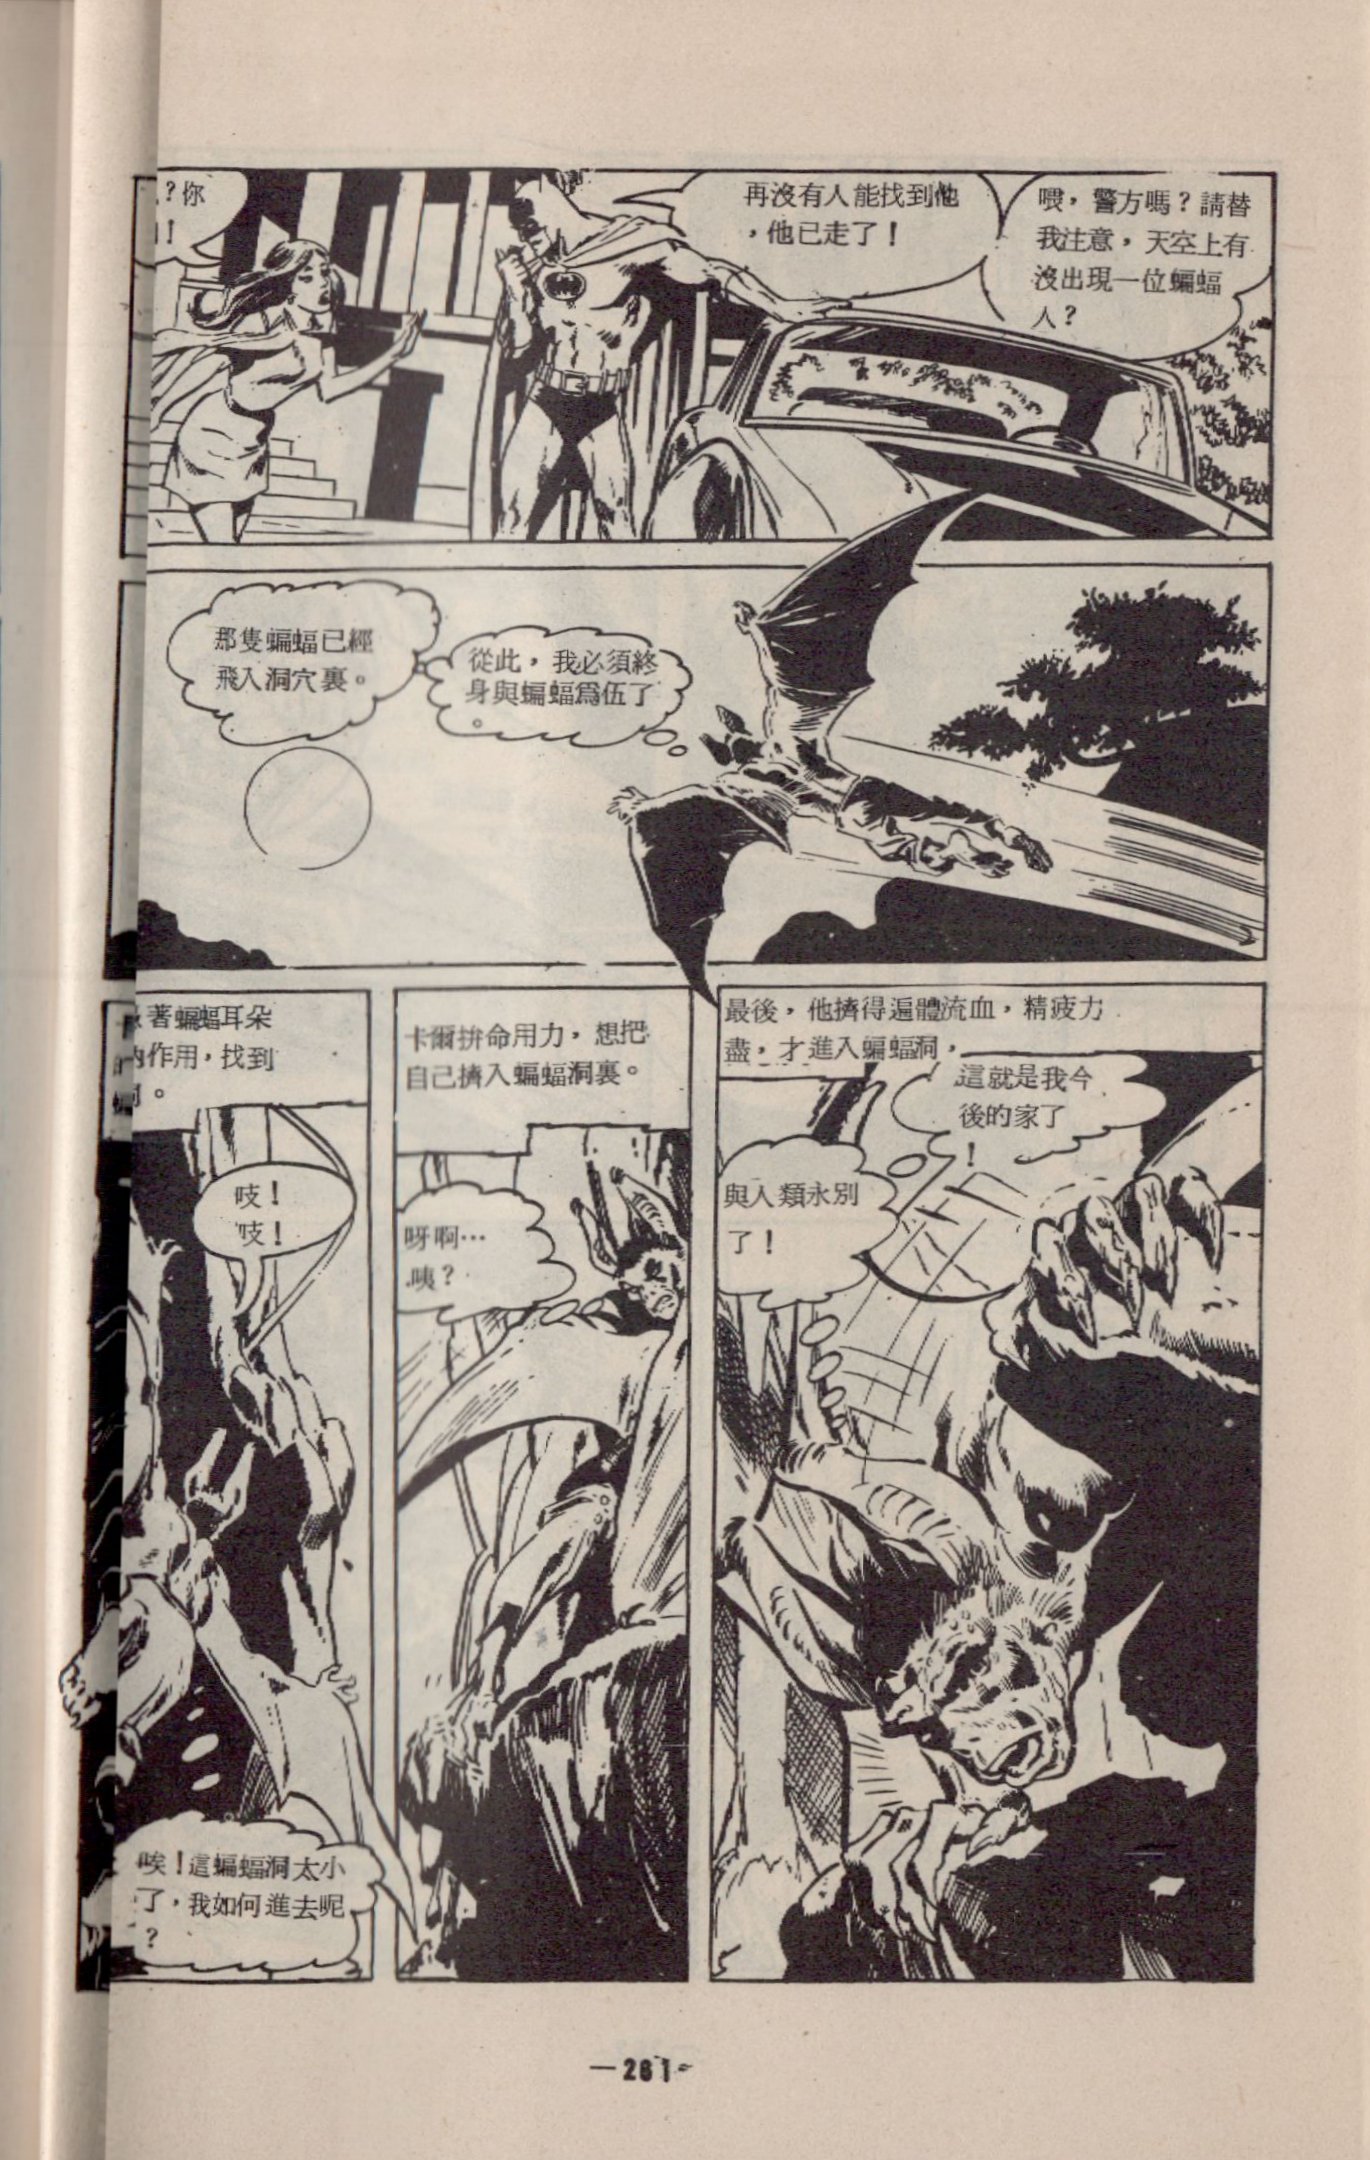 ？你
！
再沒有人能找到他
，他已走了！
喂，警方嗎？請替
我注意，天空上有
沒出現一位蝙蝠
人？
那隻蝙蝠已經
飛入洞穴裏。
從此，我必須終
身與蝙蝠爲伍了
。
著蝙蝠耳朵
作用，找到
。
吱！
吱！
唉！這蝙蝠洞太小
了，我如何進去呢
？
卡爾拚命用力，想把
自己擠入蝙蝠洞裏。
呀啊…
咦？
最後，他擠得遍體流血，精疲力
盡，才進入蝙蝠洞，
這就是我今
後的家了
！
與人類永別
了！
—261-